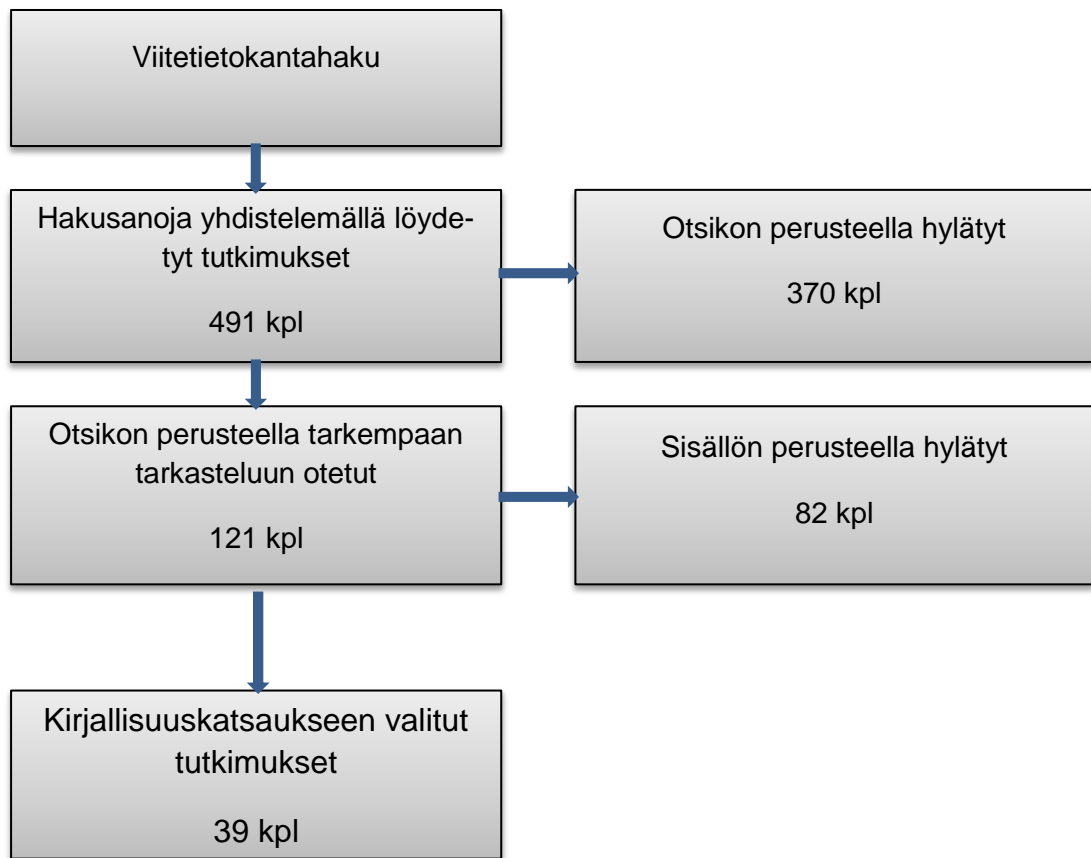 Viitetietokantahaku
Hakusanoja yhdistelemällä löyde-
tyt tutkimukset
491 kpl
Otsikon perusteella hylätyt
370 kpl
Otsikon perusteella tarkempaan
tarkasteluun otetut
121 kpl
Sisällön perusteella hylätyt
82 kpl
Kirjallisuuskatsaukseen valitut
tutkimukset
39 kpl